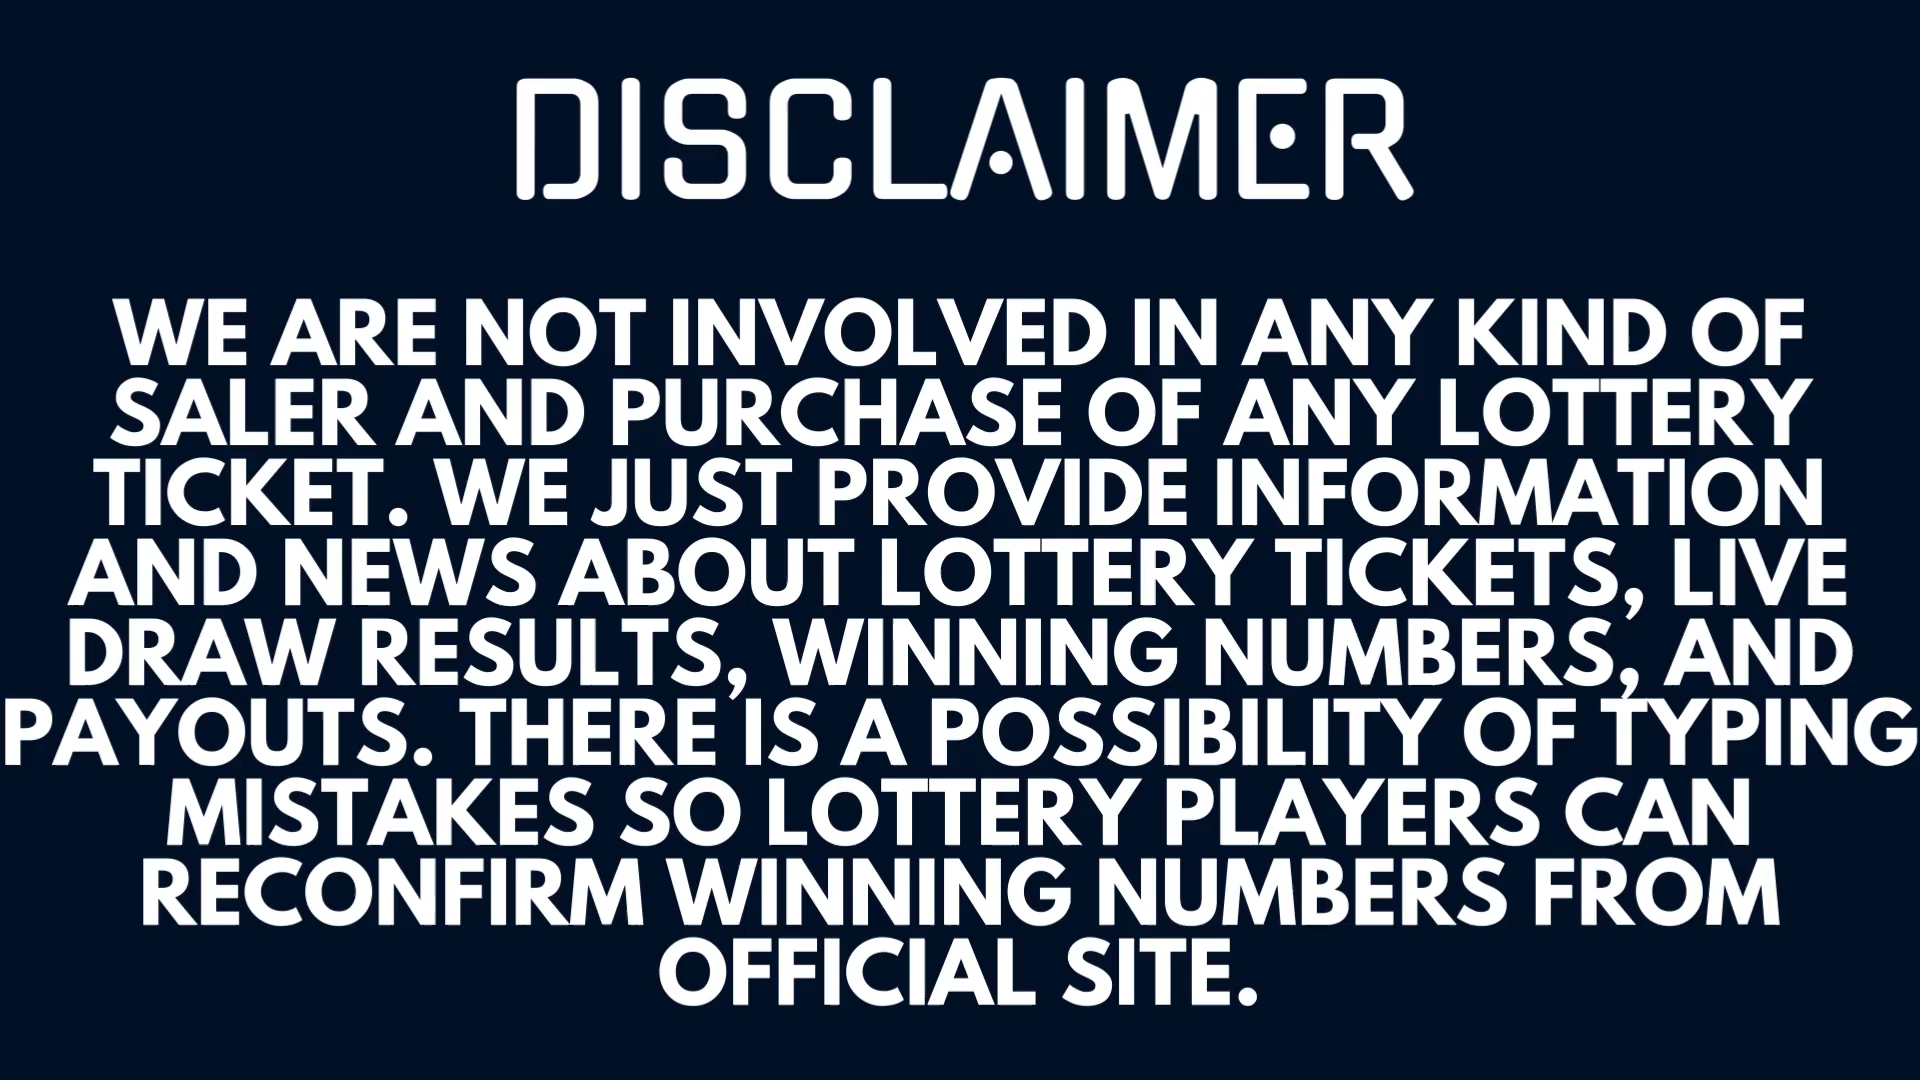 DISCLAIMER
WE ARE NOT INVOLVED IN ANY KIND OF
SALER AND PURCHASE OF ANY LOTTERY
TICKET. WE JUST PROVIDE INFORMATION
AND NEWS ABOUT LOTTERY TICKETS, LIVE
DRAW RESULTS, WINNING NUMBERS, AND
PAYOUTS. THERE IS A POSSIBILITY OF TYPING
MISTAKES SO LOTTERY PLAYERS CAN
RECONFIRM WINNING NUMBERS FROM
OFFICIAL SITE.